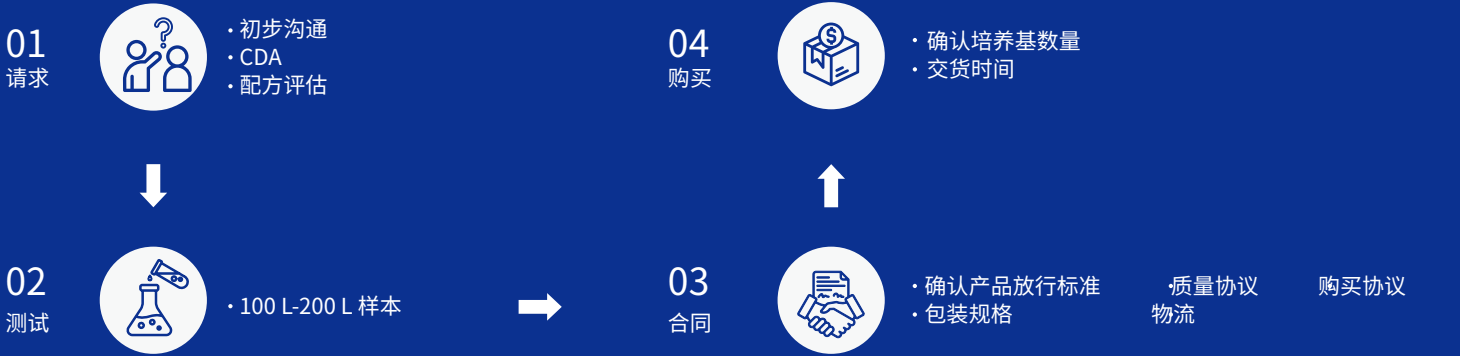 01
请求
· 初步沟通
· CDA
· 配方评估
02
测试
· 100 L-200 L 样本
03
合同
· 确认产品放行标准 ·质量协议 购买协议
· 包装规格 物流
04
购买
· 确认培养基数量
· 交货时间